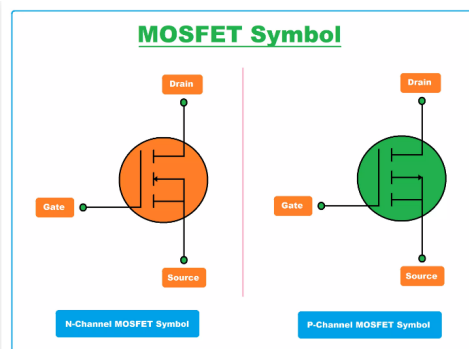 MOSFET Symbol
Drain
Gate
Source
N-Channel MOSFET Symbol
Drain
Gate
Source
P-Channel MOSFET Symbol